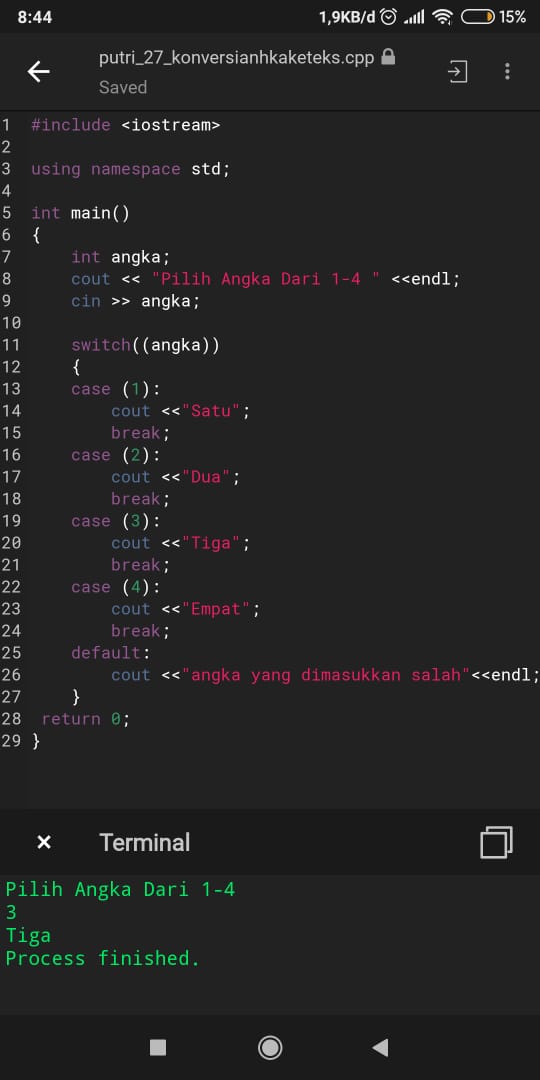 8:44 1,9KB/d 15%
putri_27_konversianhkaketeks.cpp
Saved
1 #include <iostream>
2
3 using namespace std;
4
5 int main()
6 {
7 int angka;
8 cout << "Pilih Angka Dari 1-4 " <<endl;
9 cin >> angka;
10
11 switch((angka))
12 {
13 case (1):
14 cout <<"Satu";
15 break;
16 case (2):
17 cout <<"Dua";
18 break;
19 case (3):
20 cout <<"Tiga";
21 break;
22 case (4):
23 cout <<"Empat";
24 break;
25 default:
26 cout <<"angka yang dimasukkan salah"<<endl;
27 }
28 return 0;
29 }
× Terminal
Pilih Angka Dari 1-4
3
Tiga
Process finished.